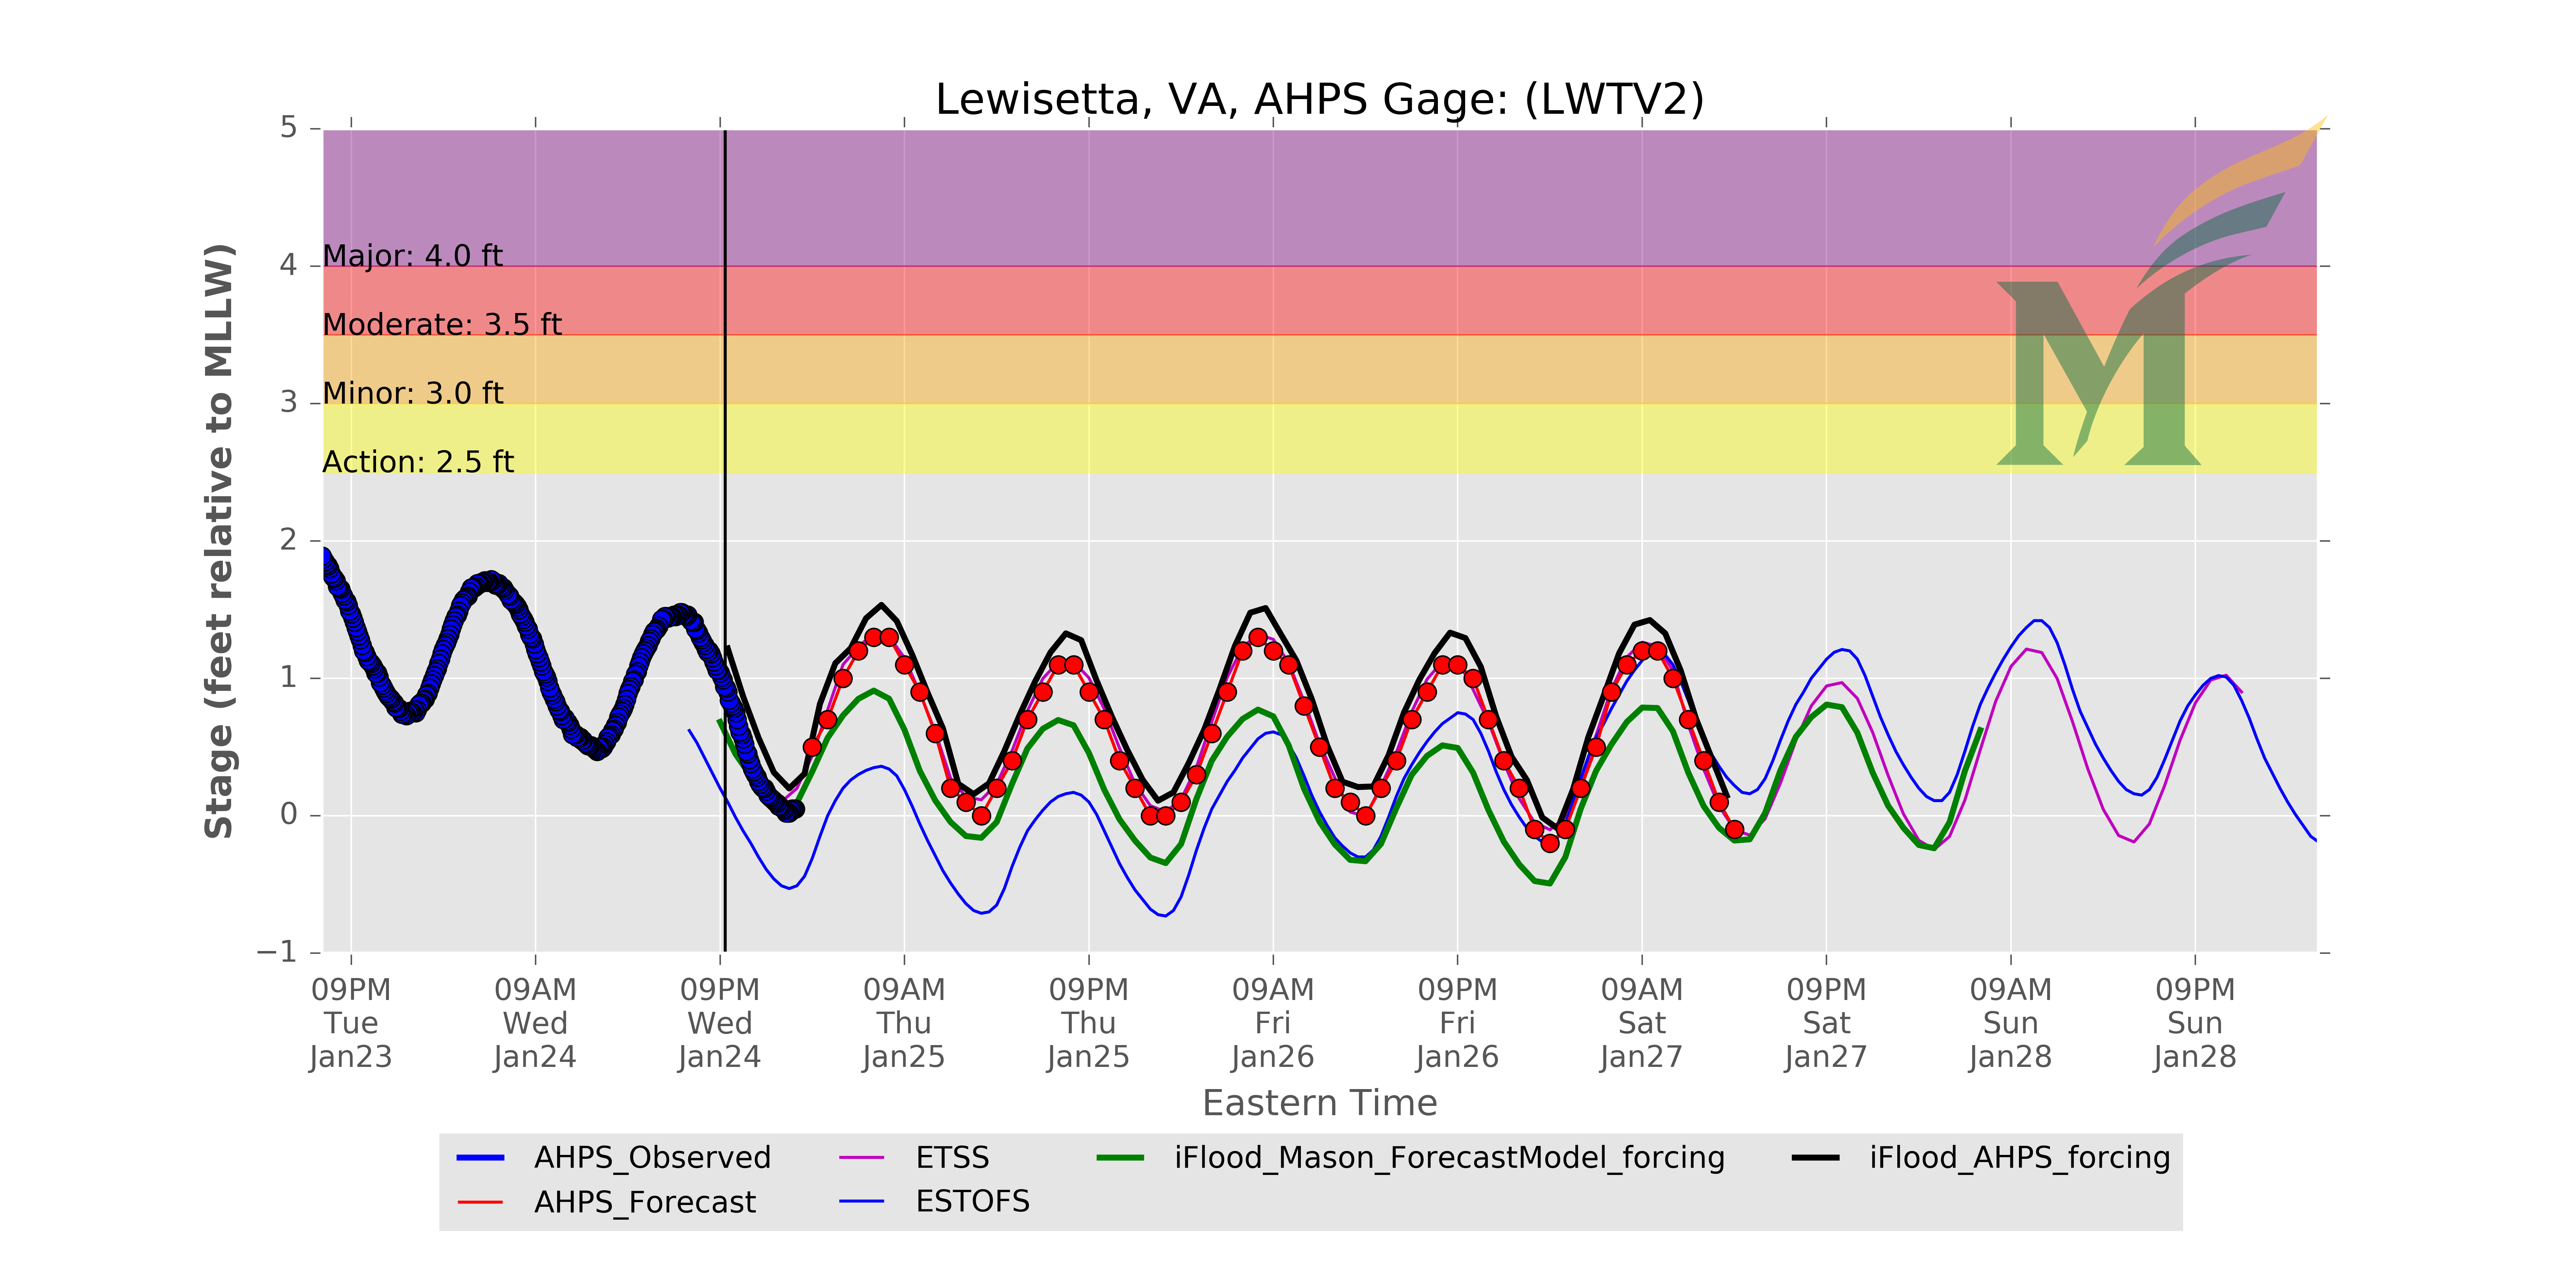 Lewisetta, VA, AHPS Gage: (LWTV2)
Stage (feet relative to MLLW)
5
4
3
2
1
0
−1
Major: 4.0 ft
Moderate: 3.5 ft
Minor: 3.0 ft
Action: 2.5 ft
09PM 09AM 09PM 09AM 09PM 09AM 09PM 09AM 09PM 09AM 09PM
Tue Wed Wed Thu Thu Fri Fri Sat Sat Sun Sun
Jan23 Jan24 Jan24 Jan25 Jan25 Jan26 Jan26 Jan27 Jan27 Jan28 Jan28
Eastern Time
AHPS_Observed ETSS iFlood_Mason_ForecastModel_forcing iFlood_AHPS_forcing
AHPS_Forecast ESTOFS
M